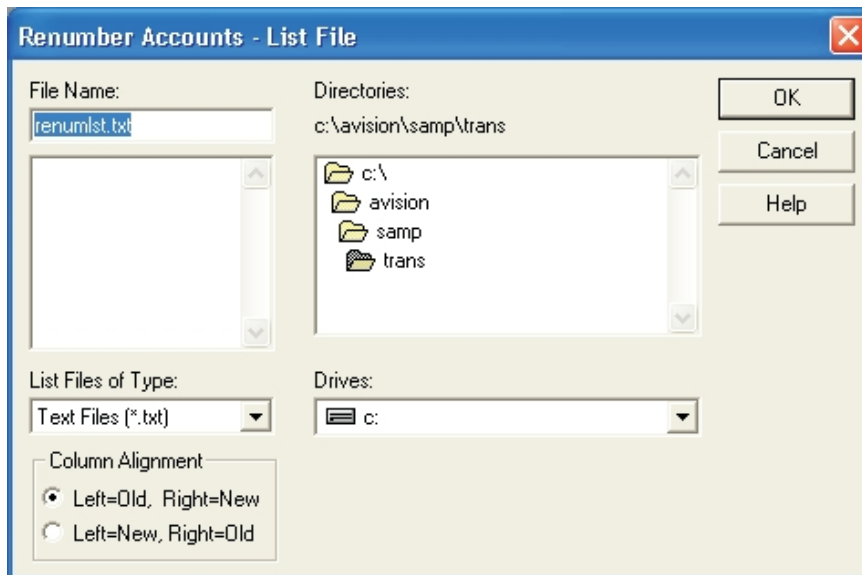 Renumber Accounts - List File
File Name:
renumlst.txt
Directories:
c:\avision\samp\trans
c:\
avision
samp
trans
OK
Cancel
Help
List Files of Type:
Text Files (*.txt)
Drives:
c:
Column Alignment
Left=Old, Right=New
Left=New, Right=Old